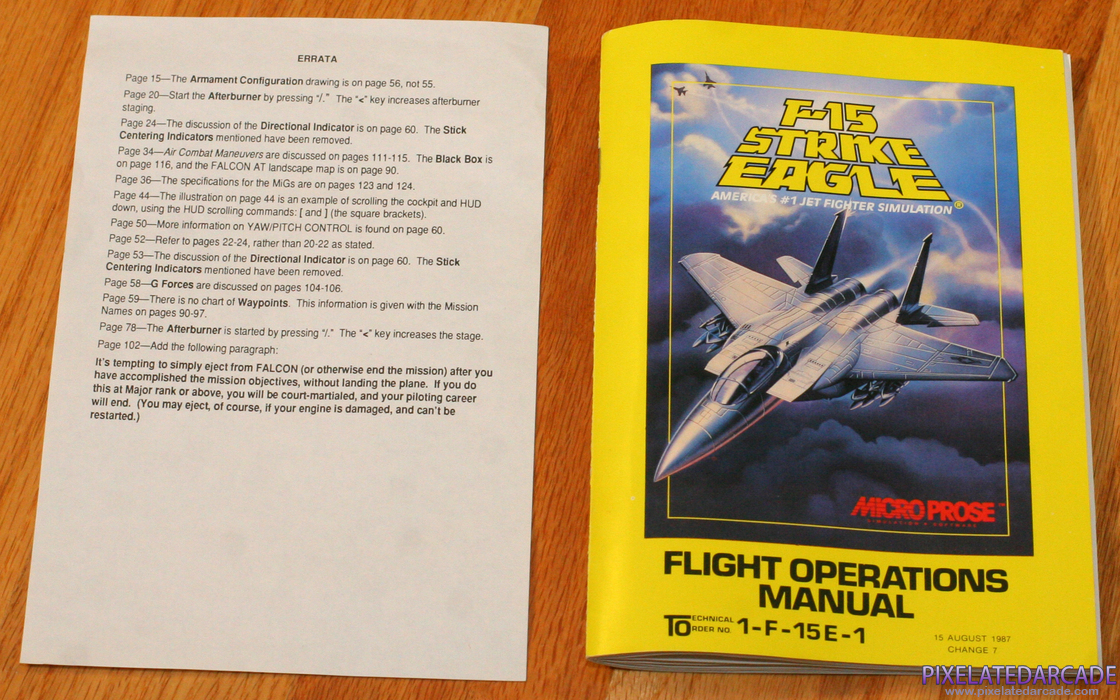 ERRATA
Page 15—The Armament Configuration drawing is on page 56, not 55.
Page 20—Start the Afterburner by pressing "/." The "<" key increases afterburner
staging.
Page 24—The discussion of the Directional Indicator is on page 60. The Stick
Centering Indicators mentioned have been removed.
Page 34—Air Combat Maneuvers are discussed on pages 111-115. The Black Box is
on page 116, and the FALCON AT landscape map is on page 90.
Page 36—The specifications for the MiGs are on pages 123 and 124.
Page 44—The illustration on page 44 is an example of scrolling the cockpit and HUD
down, using the HUD scrolling commands: [ and ] (the square brackets).
Page 50—More information on YAW/PITCH CONTROL is found on page 60.
Page 52—Refer to pages 22-24, rather than 20-22 as stated.
Page 53—The discussion of the Directional Indicator is on page 60. The Stick
Centering Indicators mentioned have been removed.
Page 58—G Forces are discussed on pages 104-106.
Page 59—There is no chart of Waypoints. This information is given with the Mission
Names on pages 90-97.
Page 78—The Afterburner is started by pressing "/." The "<" key increases the stage.
Page 102—Add the following paragraph:
It's tempting to simply eject from FALCON (or otherwise end the mission) after you
have accomplished the mission objectives, without landing the plane. If you do
this at Major rank or above, you will be court-martialed, and your piloting career
will end. (You may eject, of course, if your engine is damaged, and can't be
restarted.)
F-15
STRIKE
EAGLE®
AMERICA'S #1 JET FIGHTER SIMULATION
MICRO PROSE™
SIMULATION • SOFTWARE
FLIGHT OPERATIONS
MANUAL
TECHNICAL
ORDER NO. 1-F-15E-1
15 AUGUST 1987
CHANGE 7
PIXELATEDARCADE
www.pixelatedarcade.com